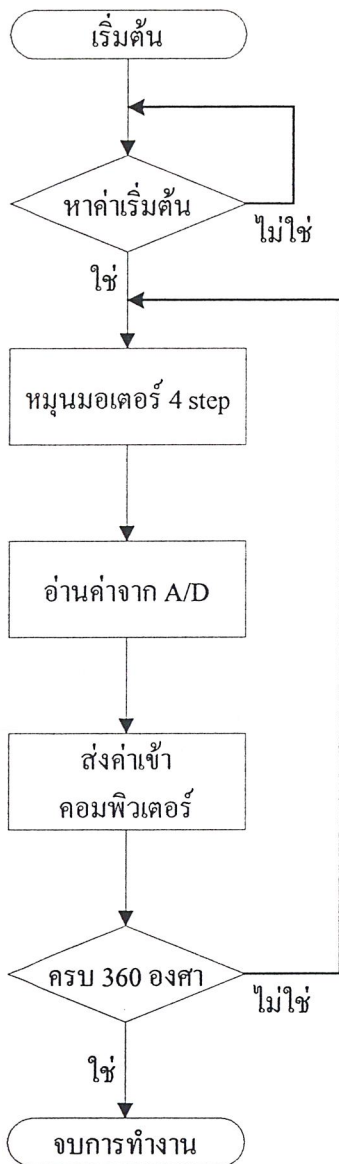 เริ่มต้น
หาค่าเริ่มต้น
ไม่ใช่
ใช่
หมุนมอเตอร์ 4 step
อ่านค่าจาก A/D
ส่งค่าเข้า
คอมพิวเตอร์
ครบ 360 องศา
ไม่ใช่
ใช่
จบการทำงาน